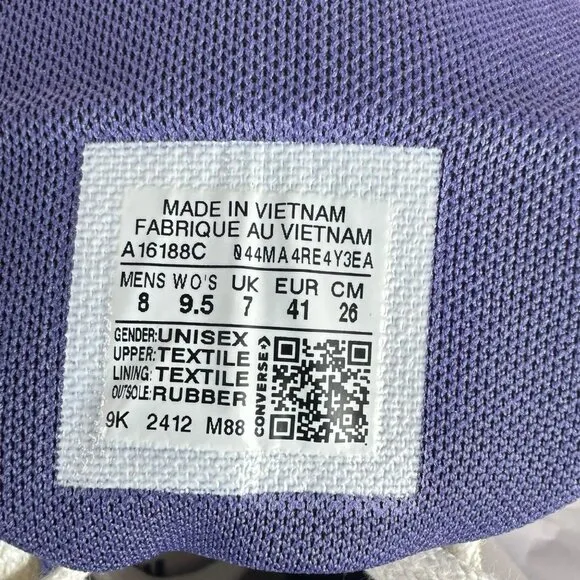 MADE IN VIETNAM
FABRIQUE AU VIETNAM
A16188C 044MA4RE4Y3EA
MENS WO'S UK EUR CM
8 9.5 7 41 26
GENDER:UNISEX
UPPER:TEXTILE
LINING:TEXTILE
OUTSOLE:RUBBER
9K 2412 M88
CONVERSE